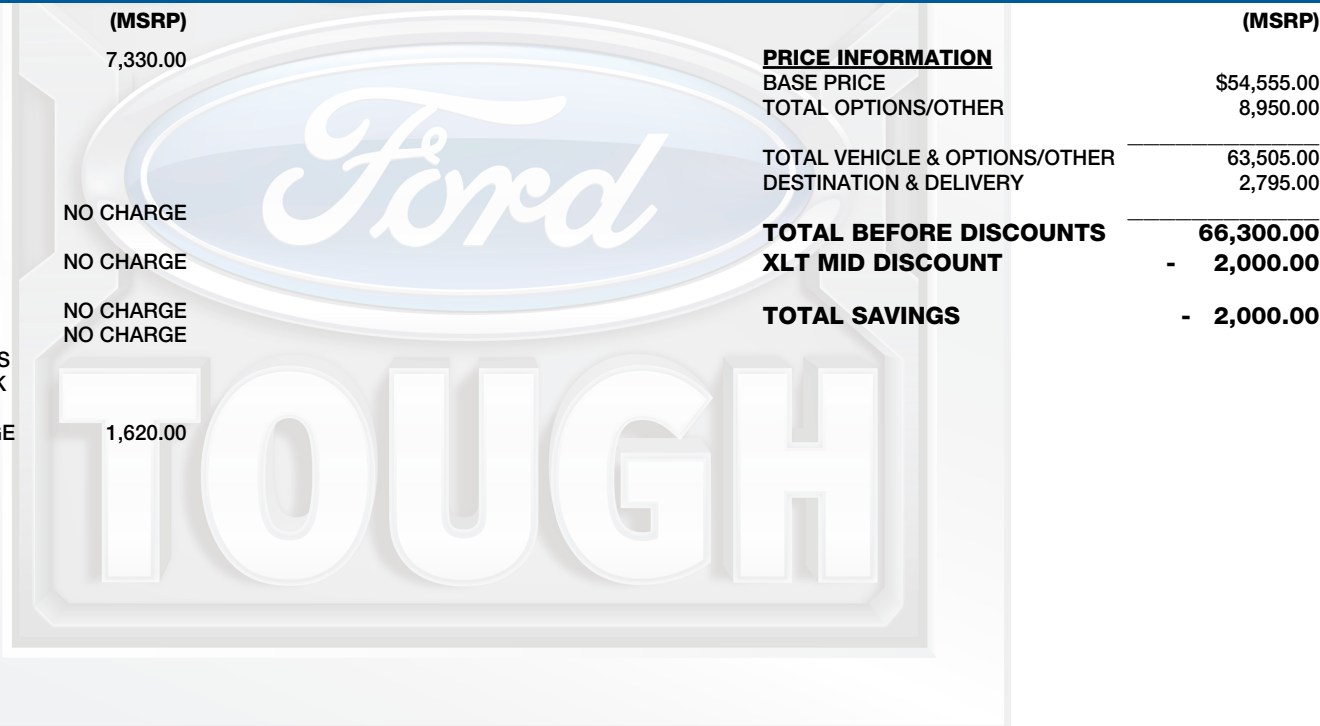 (MSRP)
7,330.00
NO CHARGE
NO CHARGE
NO CHARGE
NO CHARGE
S
K
GE 1,620.00
Ford
TOUGH
(MSRP)
PRICE INFORMATION
BASE PRICE $54,555.00
TOTAL OPTIONS/OTHER 8,950.00
TOTAL VEHICLE & OPTIONS/OTHER 63,505.00
DESTINATION & DELIVERY 2,795.00
TOTAL BEFORE DISCOUNTS 66,300.00
XLT MID DISCOUNT - 2,000.00
TOTAL SAVINGS - 2,000.00